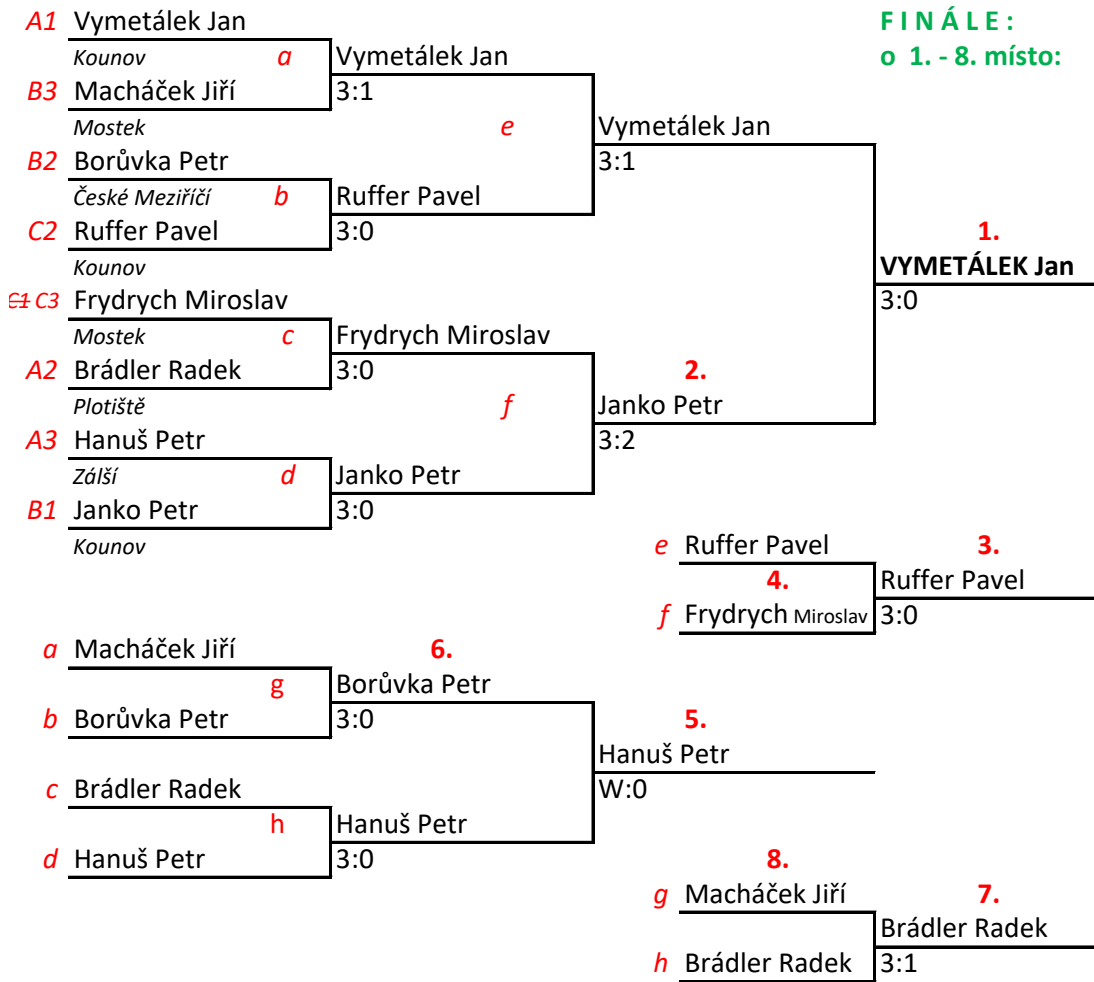 A1 Vymetálek Jan F I N Á L E :
Kounov a Vymetálek Jan o 1. - 8. místo:
B3 Macháček Jiří 3:1
Mostek e Vymetálek Jan
B2 Borůvka Petr 3:1
České Meziříčí b Ruffer Pavel
C2 Ruffer Pavel 3:0 1.
Kounov VYMETÁLEK Jan
C1 C3 Frydrych Miroslav 3:0
Mostek c Frydrych Miroslav
A2 Brádler Radek 3:0 2.
Plotiště f Janko Petr
A3 Hanuš Petr 3:2
Zálší d Janko Petr
B1 Janko Petr 3:0
Kounov e Ruffer Pavel 3.
4. Ruffer Pavel
f Frydrych Miroslav 3:0
a Macháček Jiří 6.
g Borůvka Petr
b Borůvka Petr 3:0 5.
Hanuš Petr
c Brádler Radek W:0
h Hanuš Petr
d Hanuš Petr 3:0 8.
g Macháček Jiří 7.
Brádler Radek
h Brádler Radek 3:1